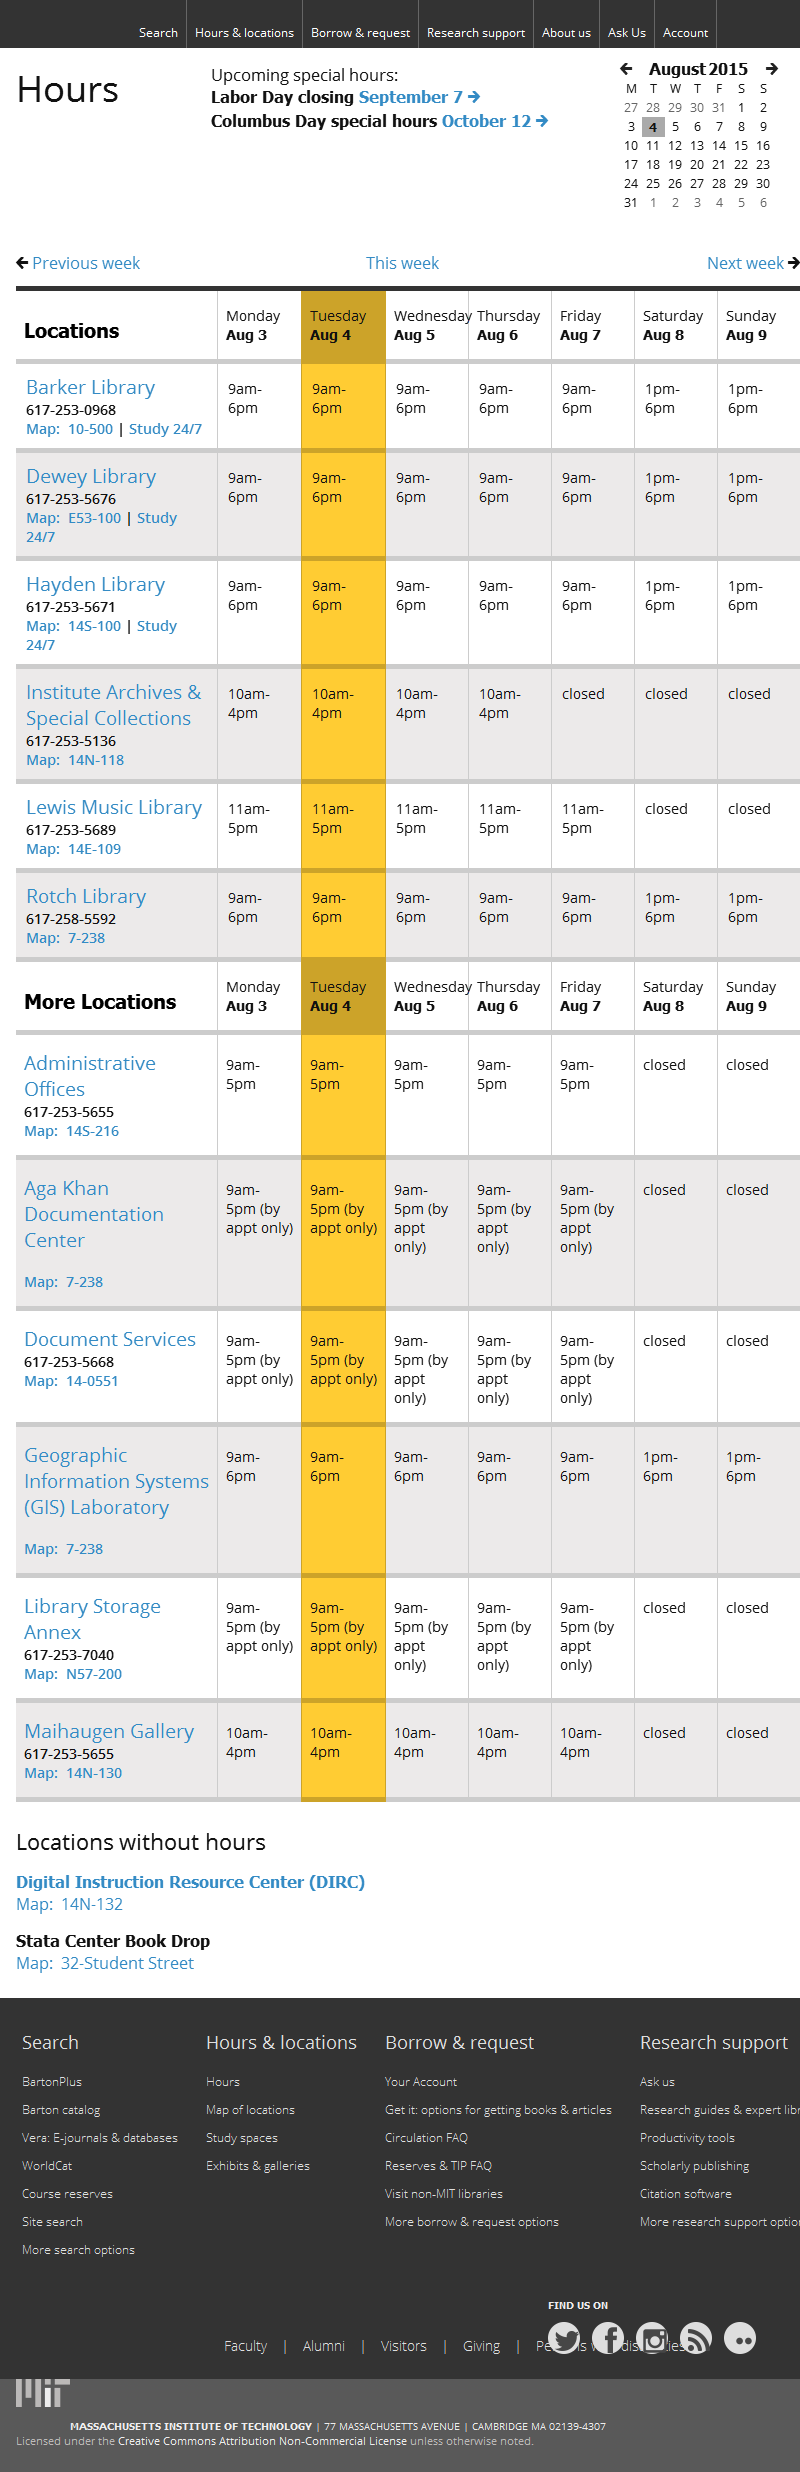 Search
Hours & locations
Borrow & request
Research support
About us
Ask Us
Account
Hours
Upcoming special hours:
Labor Day closing September 7
Columbus Day special hours October 12
August 2015
M T W T F S S
27 28 29 30 31 1 2
3 4 5 6 7 8 9
10 11 12 13 14 15 16
17 18 19 20 21 22 23
24 25 26 27 28 29 30
31 1 2 3 4 5 6
Previous week This week Next week
Locations
Monday Tuesday Wednesday Thursday Friday Saturday Sunday
Aug 3 Aug 4 Aug 5 Aug 6 Aug 7 Aug 8 Aug 9
Barker Library
617-253-0968
Map: 10-500 | Study 24/7
9am- 9am- 9am- 9am- 9am- 1pm- 1pm-
6pm 6pm 6pm 6pm 6pm 6pm 6pm
Dewey Library
617-253-5676
Map: E53-100 | Study
24/7
9am- 9am- 9am- 9am- 9am- 1pm- 1pm-
6pm 6pm 6pm 6pm 6pm 6pm 6pm
Hayden Library
617-253-5671
Map: 14S-100 | Study
24/7
9am- 9am- 9am- 9am- 9am- 1pm- 1pm-
6pm 6pm 6pm 6pm 6pm 6pm 6pm
Institute Archives &
Special Collections
617-253-5136
Map: 14N-118
10am- 10am- 10am- 10am- closed closed closed
4pm 4pm 4pm 4pm
Lewis Music Library
617-253-5689
Map: 14E-109
11am- 11am- 11am- 11am- 11am- closed closed
5pm 5pm 5pm 5pm 5pm
Rotch Library
617-258-5592
Map: 7-238
9am- 9am- 9am- 9am- 9am- 1pm- 1pm-
6pm 6pm 6pm 6pm 6pm 6pm 6pm
More Locations
Monday Tuesday Wednesday Thursday Friday Saturday Sunday
Aug 3 Aug 4 Aug 5 Aug 6 Aug 7 Aug 8 Aug 9
Administrative
Offices
617-253-5655
Map: 14S-216
9am- 9am- 9am- 9am- 9am- closed closed
5pm 5pm 5pm 5pm 5pm
Aga Khan
Documentation
Center
Map: 7-238
9am- 9am- 9am- 9am- 9am- closed closed
5pm (by 5pm (by 5pm (by 5pm (by 5pm (by
appt only) appt only) appt appt appt
only) only) only)
Document Services
617-253-5668
Map: 14-0551
9am- 9am- 9am- 9am- 9am- closed closed
5pm (by 5pm (by 5pm (by 5pm (by 5pm (by
appt only) appt only) appt appt appt
only) only) only)
Geographic
Information Systems
(GIS) Laboratory
Map: 7-238
9am- 9am- 9am- 9am- 9am- 1pm- 1pm-
6pm 6pm 6pm 6pm 6pm 6pm 6pm
Library Storage
Annex
617-253-7040
Map: N57-200
9am- 9am- 9am- 9am- 9am- closed closed
5pm (by 5pm (by 5pm (by 5pm (by 5pm (by
appt only) appt only) appt appt appt
only) only) only)
Maihaugen Gallery
617-253-5655
Map: 14N-130
10am- 10am- 10am- 10am- 10am- closed closed
4pm 4pm 4pm 4pm 4pm
Locations without hours
Digital Instruction Resource Center (DIRC)
Map: 14N-132
Stata Center Book Drop
Map: 32-Student Street
Search
BartonPlus
Barton catalog
Vera: E-journals & databases
WorldCat
Course reserves
Site search
More search options
Hours & locations
Hours
Map of locations
Study spaces
Exhibits & galleries
Borrow & request
Your Account
Get it: options for getting books & articles
Circulation FAQ
Reserves & TIP FAQ
Visit non-MIT libraries
More borrow & request options
Research support
Ask us
Research guides & expert
Productivity tools
Scholarly publishing
Citation software
More research support
FIND US ON
Faculty | Alumni | Visitors | Giving |
MIT
MASSACHUSETTS INSTITUTE OF TECHNOLOGY | 77 MASSACHUSETTS AVENUE | CAMBRIDGE MA 02139-4307
Licensed under the Creative Commons Attribution Non-Commercial License unless otherwise noted.